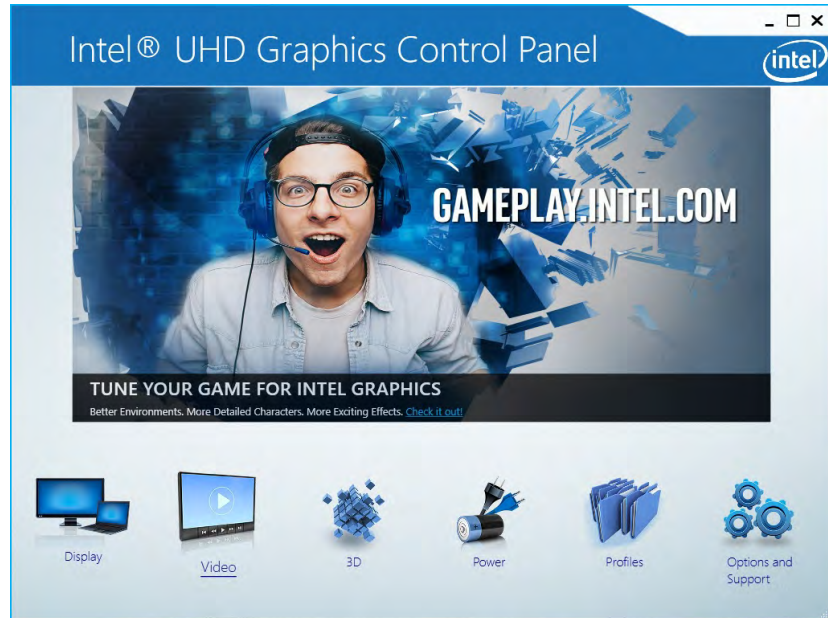 Intel® UHD Graphics Control Panel
intel
GAMEPLAY.INTEL.COM
TUNE YOUR GAME FOR INTEL GRAPHICS
Better Environments. More Detailed Characters. More Exciting Effects. Check it out!
Display
Video
3D
Power
Profiles
Options and
Support